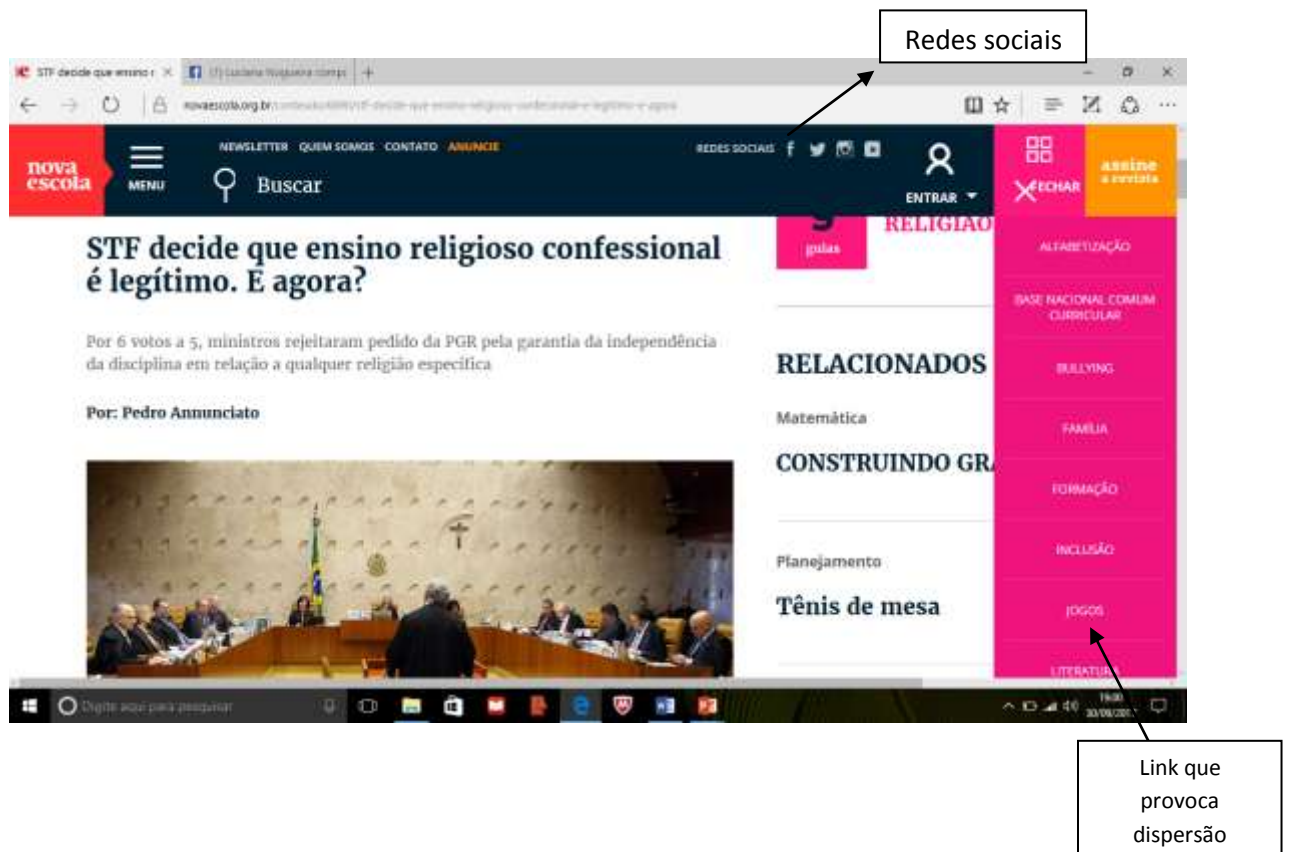 Redes sociais
STF decide que ensino r
novaescola.org.br
NEWSLETTER QUEM SOMOS CONTATO ANUNCIE
REDES SOCIAIS
nova
escola
MENU
Buscar
ENTRAR
FECHAR
assine
a revista
STF decide que ensino religioso confessional
é legítimo. E agora?
Por 6 votos a 5, ministros rejeitaram pedido da PGR pela garantia da independência
da disciplina em relação a qualquer religião específica
Por: Pedro Annunciato
guias
RELIGIÃO
RELACIONADOS
Matemática
CONSTRUINDO GRA
Planejamento
Tênis de mesa
ALFABETIZAÇÃO
BASE NACIONAL COMUM
CURRICULAR
BULLYING
FAMÍLIA
FORMAÇÃO
INCLUSÃO
JOGOS
LITERATURA
Digite aqui para pesquisar
Link que
provoca
dispersão